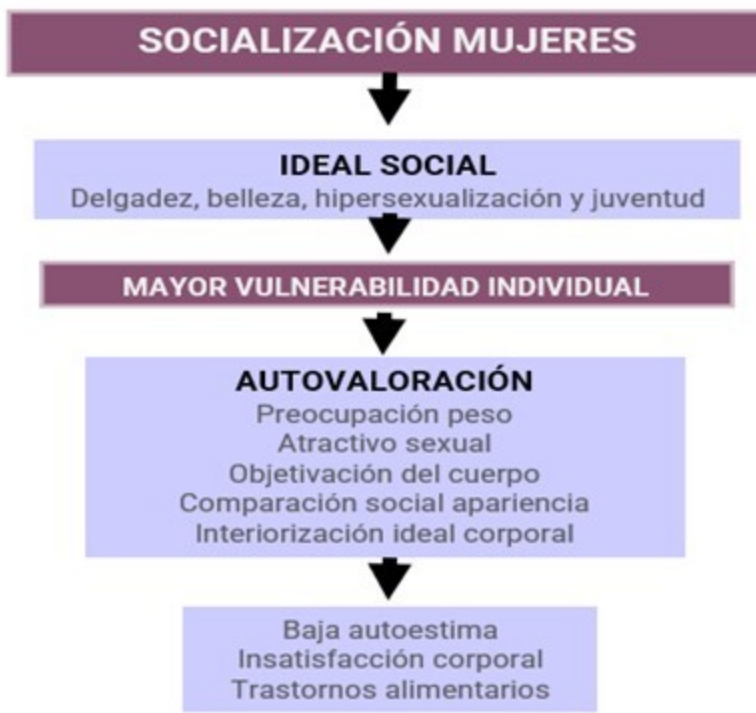 SOCIALIZACIÓN MUJERES
IDEAL SOCIAL
Delgadez, belleza, hipersexualización y juventud
MAYOR VULNERABILIDAD INDIVIDUAL
AUTOVALORACIÓN
Preocupación peso
Atractivo sexual
Objetivación del cuerpo
Comparación social apariencia
Interiorización ideal corporal
Baja autoestima
Insatisfacción corporal
Trastornos alimentarios